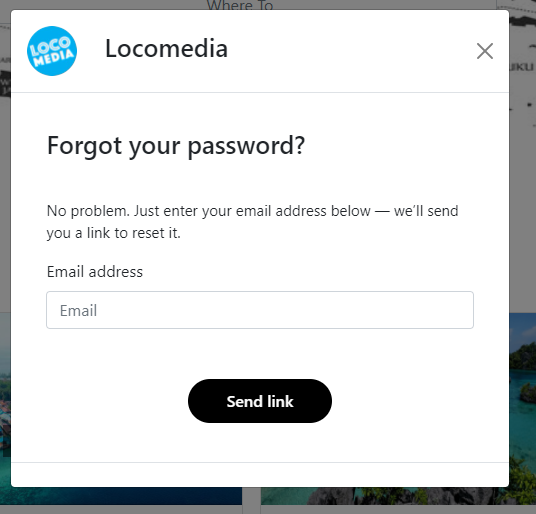 Where To
LOCO
MEDIA
Locomedia
UKU
Forgot your password?
No problem. Just enter your email address below — we’ll send
you a link to reset it.
Email address
Email
Send link